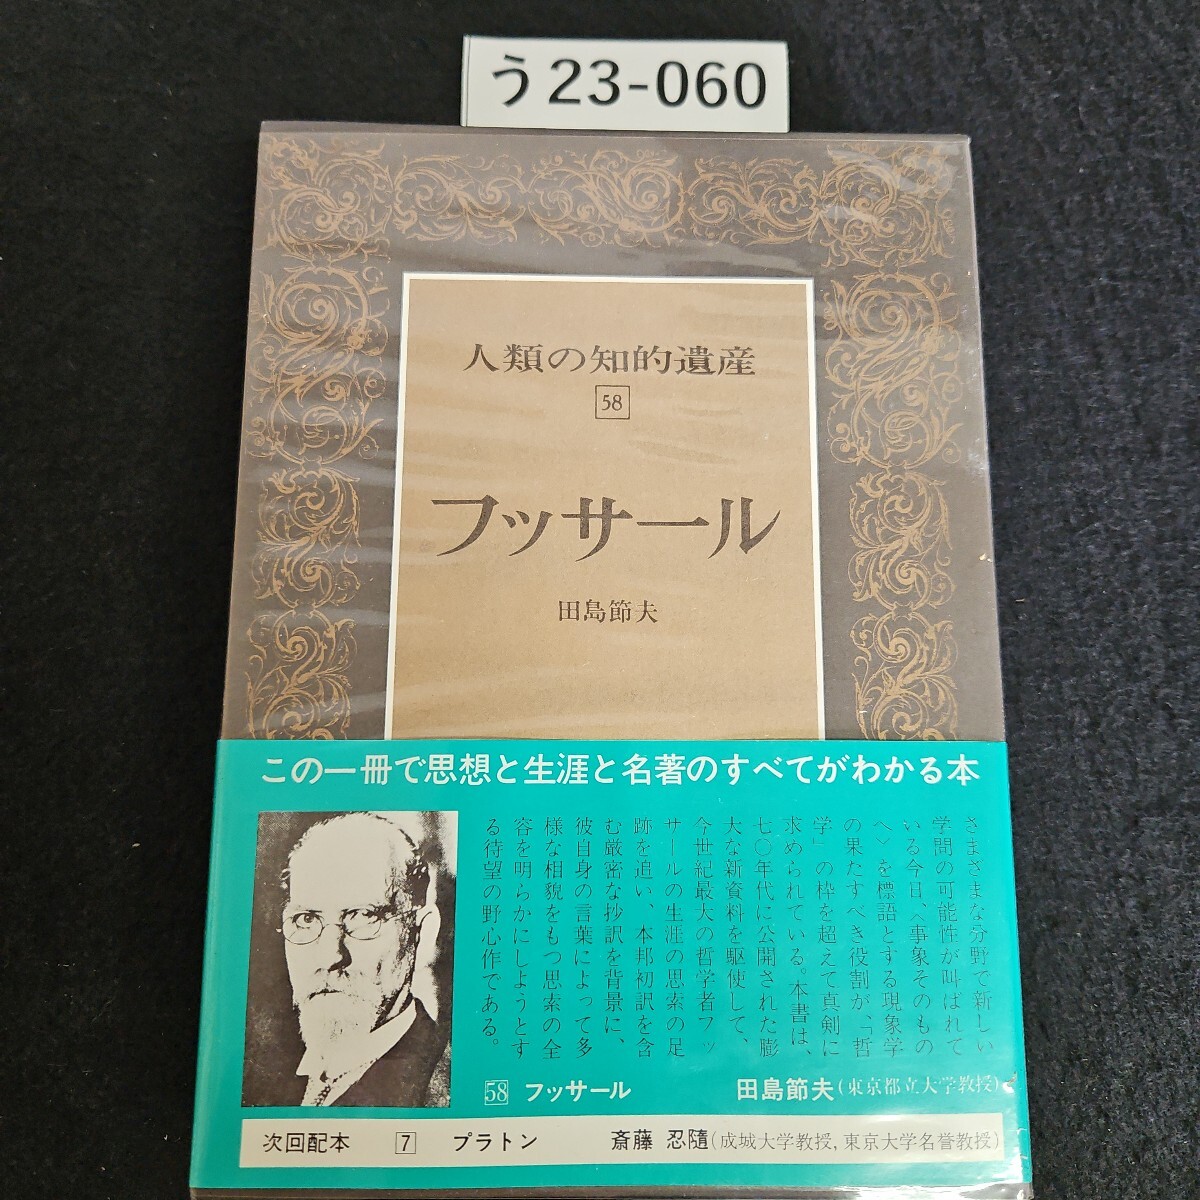 う23-060
人類の知的遺産
58
フッサール
田島節夫
この一冊で思想と生涯と名著のすべてがわかる本
さまざまな分野で新しい
学問の可能性が叫ばれて
いる今日、〈事象そのもの
へ〉を標語とする現象学
の果たすべき役割が、「哲
学」の枠を超えて真剣に
求められている。本書は、
七〇年代に公開された膨
大な新資料を駆使して、
今世紀最大の哲学者フッ
サールの生涯の思索の足
跡を追い、本邦初訳を含
む厳密な抄訳を背景に、
彼自身の言葉によって多
様な相貌をもつ思索の全
容を明らかにしようとす
る待望の野心作である。
58 フッサール 田島節夫(東京都立大学教授)
次回配本 7 プラトン 斎藤 忍随(成城大学教授,東京大学名誉教授)